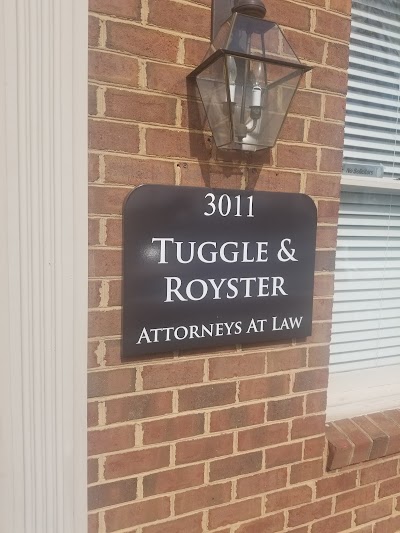 3011
TUGGLE &
ROYSTER
ATTORNEYS AT LAW